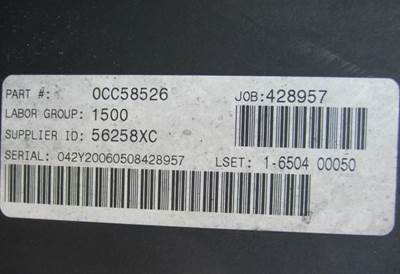 PART #: 0CC58526 JOB:428957
LABOR GROUP: 1500
SUPPLIER ID: 56258XC
SERIAL: 042Y20060508428957 LSET: 1-6504 00050